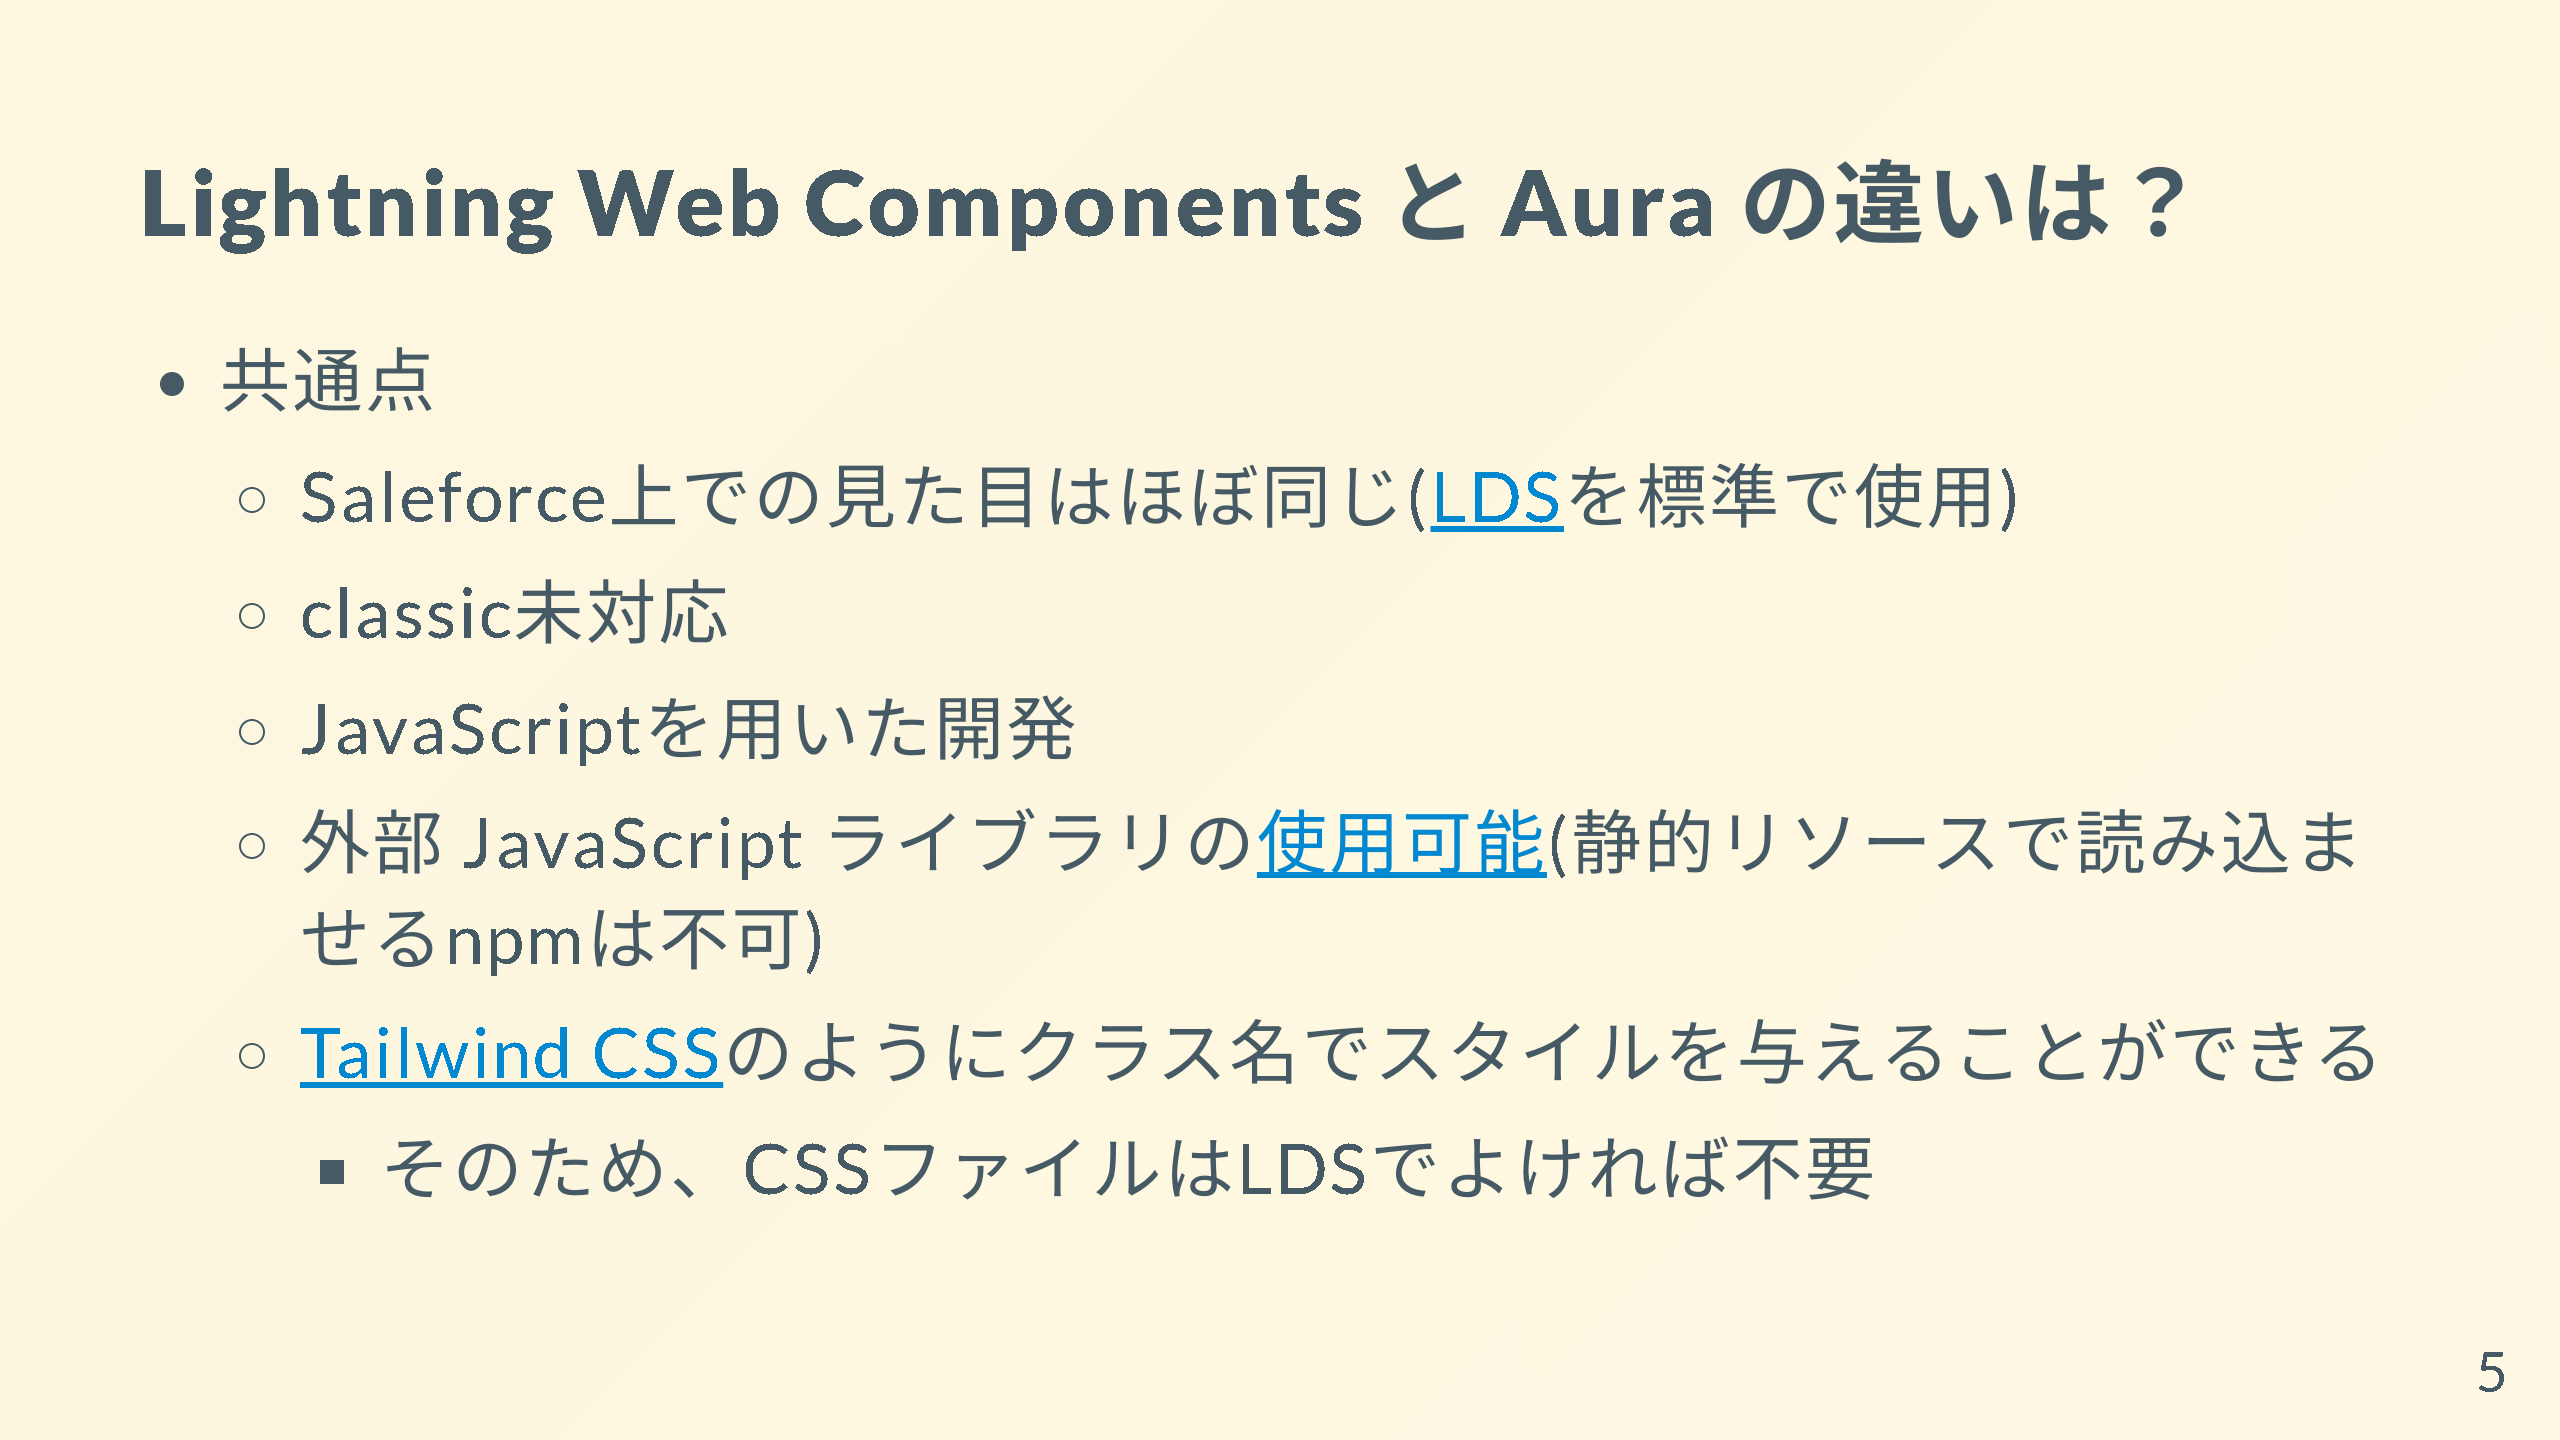 Lightning Web Components と Aura の違いは？
共通点
Saleforce上での見た目はほぼ同じ(LDSを標準で使用)
classic未対応
JavaScriptを用いた開発
外部 JavaScript ライブラリの使用可能(静的リソースで読み込ま
せるnpmは不可)
Tailwind CSSのようにクラス名でスタイルを与えることができる
そのため、CSSファイルはLDSでよければ不要
5